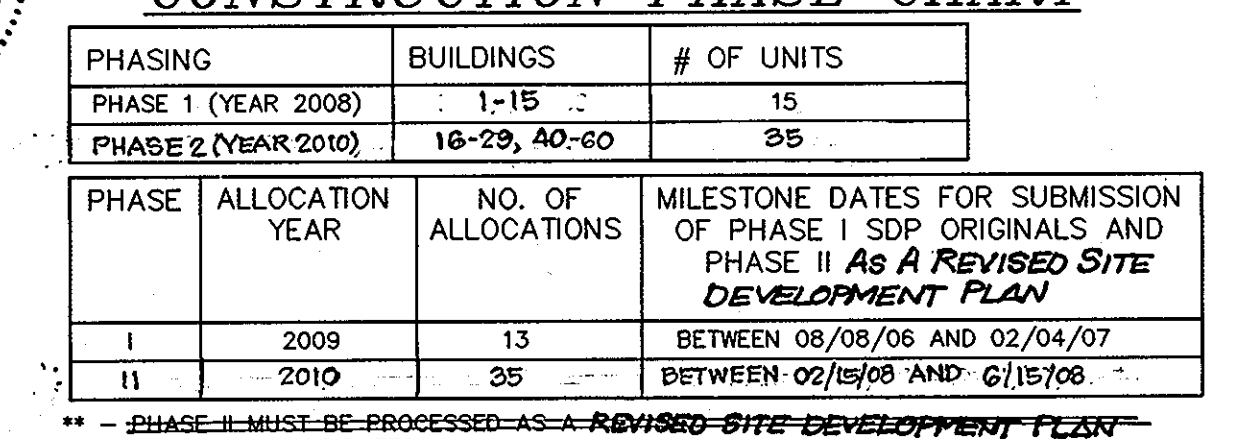 CONSTRUCTION PHASE CHART
PHASING BUILDINGS # OF UNITS
PHASE 1 (YEAR 2008) 1-15 15
PHASE 2 (YEAR 2010) 16-29, 40-60 35
PHASE ALLOCATION YEAR NO. OF ALLOCATIONS MILESTONE DATES FOR SUBMISSION
OF PHASE I SDP ORIGINALS AND
PHASE II AS A REVISED SITE
DEVELOPMENT PLAN
I 2009 13 BETWEEN 08/08/06 AND 02/04/07
II 2010 35 BETWEEN 02/15/08 AND 6/15/08
** - PHASE II MUST BE PROCESSED AS A REVISED SITE DEVELOPMENT PLAN